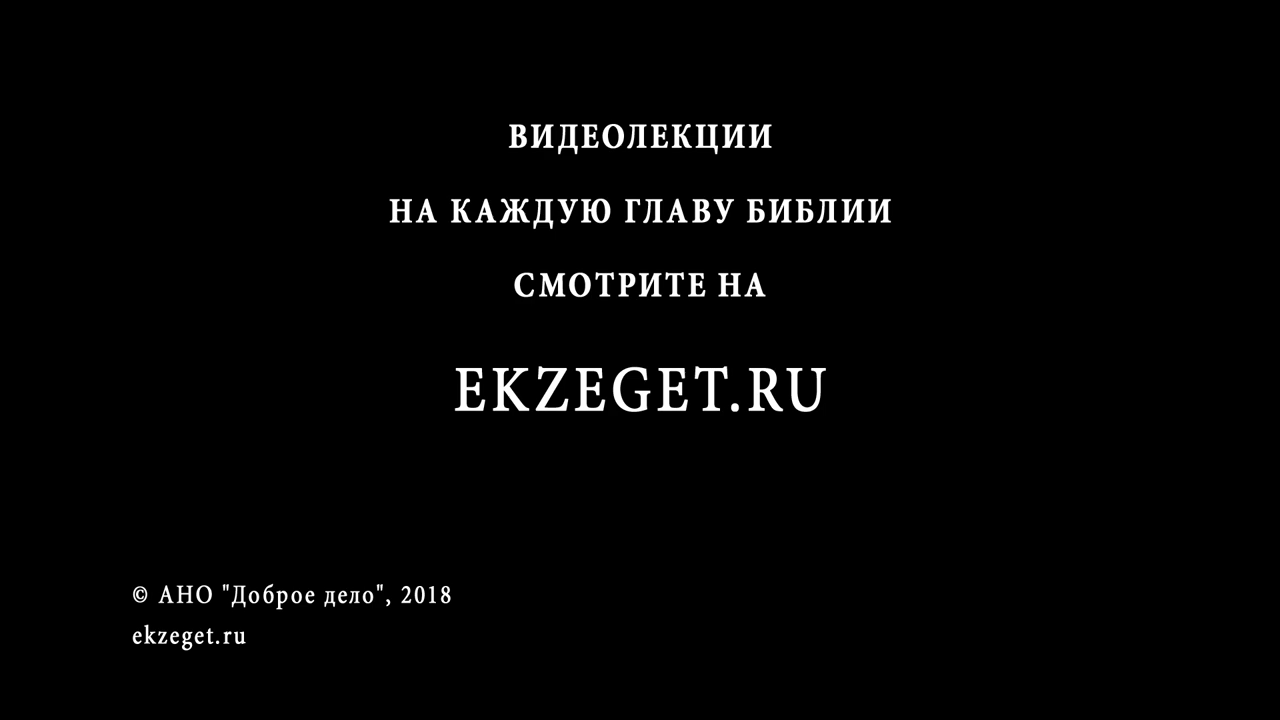 ВИДЕОЛЕКЦИИ
НА КАЖДУЮ ГЛАВУ БИБЛИИ
СМОТРИТЕ НА
EKZEGET.RU
© АНО "Доброе дело", 2018
ekzeget.ru